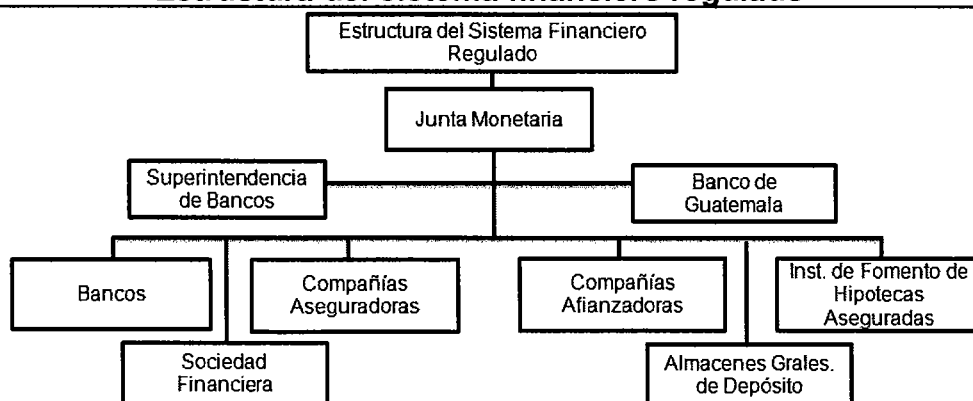 Estructura del Sistema Financiero
Regulado
Junta Monetaria
Superintendencia
de Bancos
Banco de
Guatemala
Bancos
Compañías
Aseguradoras
Compañías
Afianzadoras
Inst. de Fomento de
Hipotecas
Aseguradas
Sociedad
Financiera
Almacenes Grales.
de Depósito